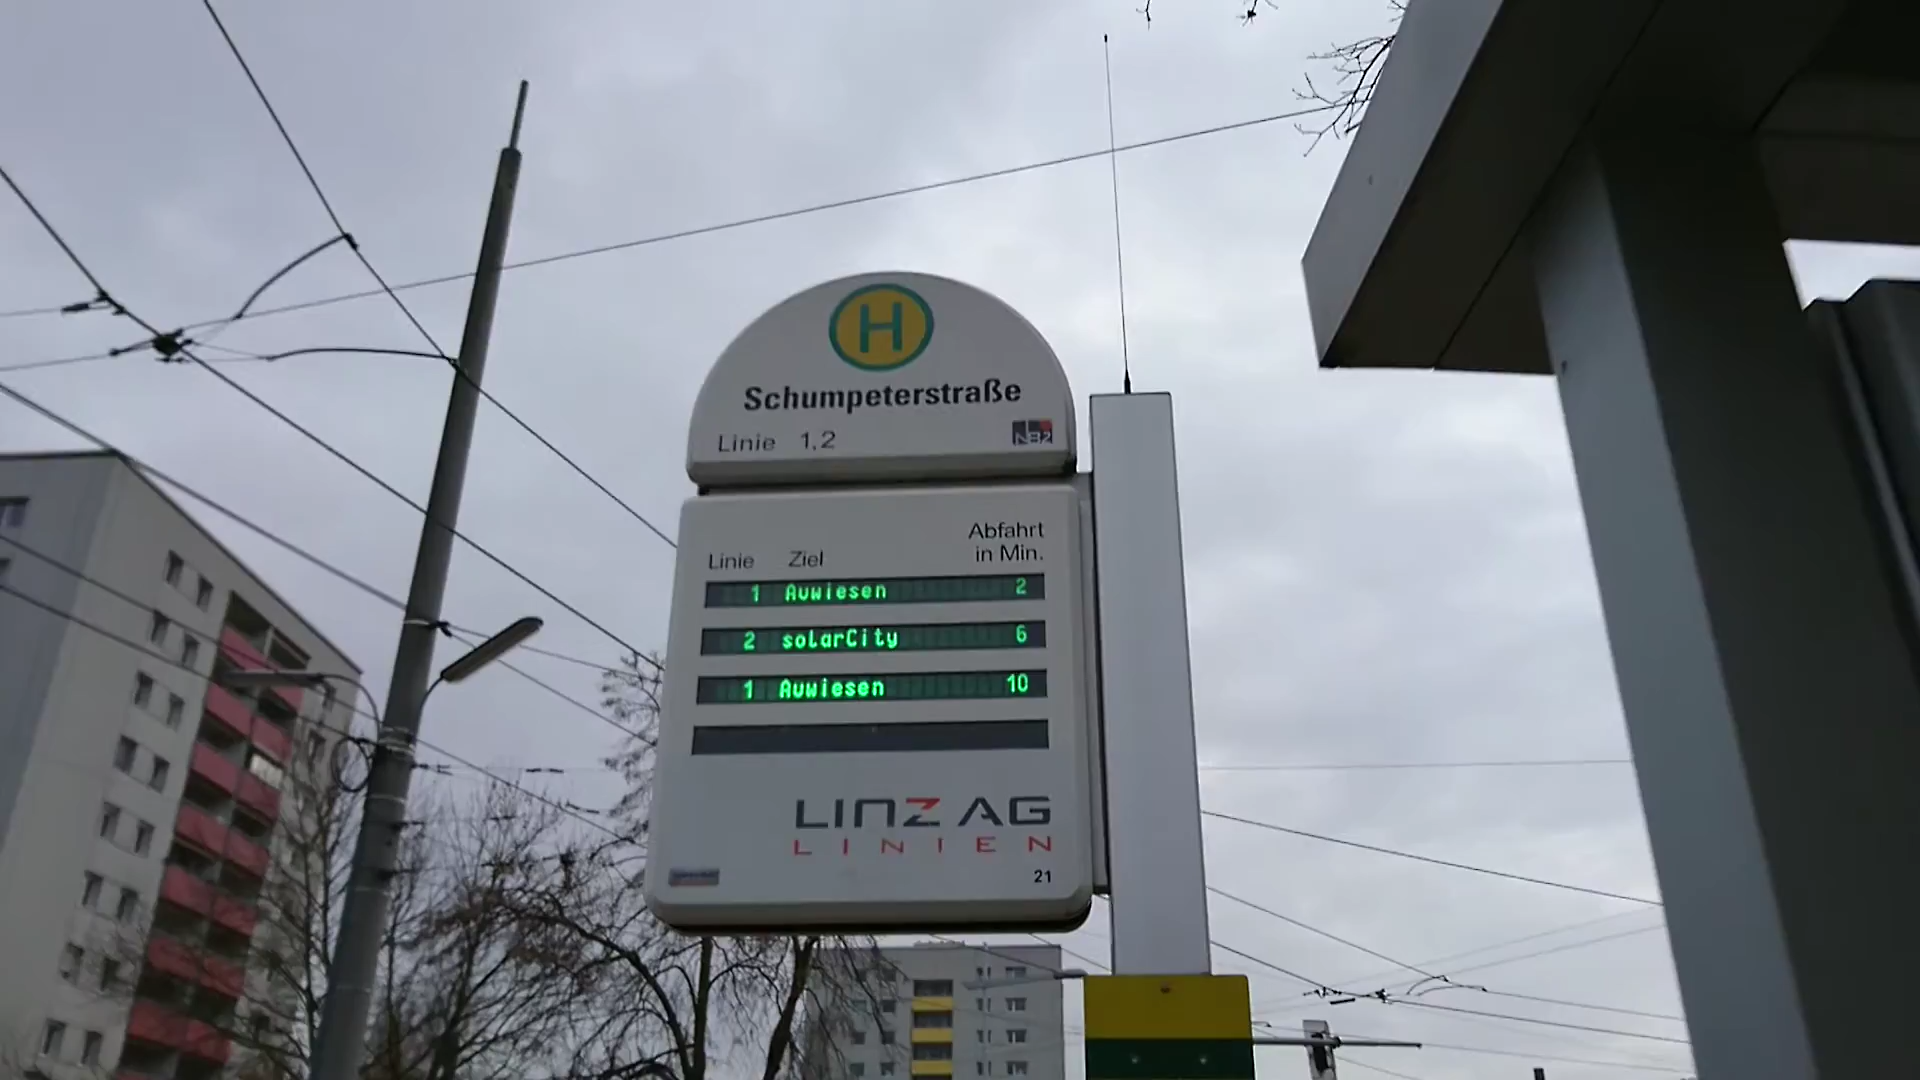 H
Schumpeterstraße
Linie 1,2
N82
Linie Ziel Abfahrt in Min.
1 Auwiesen 2
2 solarCity 6
1 Auwiesen 10
LINZ AG
LINIEN
21